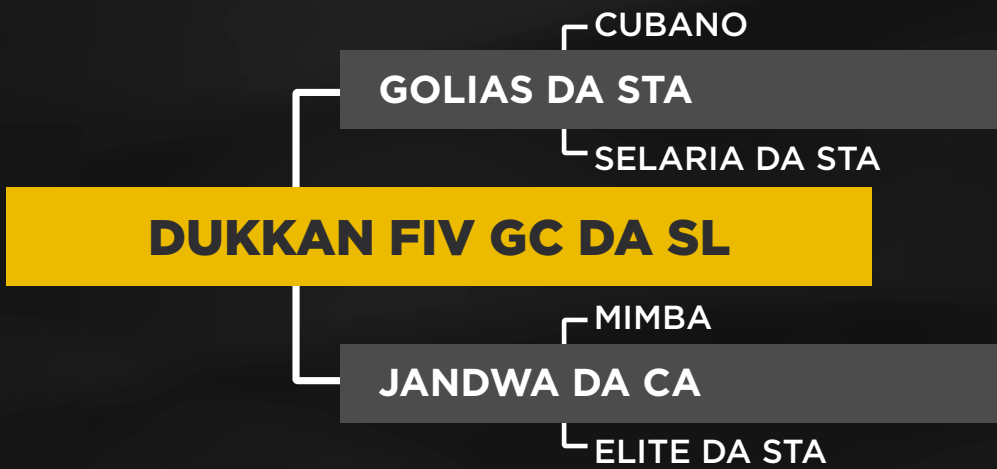 CUBANO
GOLIAS DA STA
SELARIA DA STA
DUKKAN FIV GC DA SL
MIMBA
JANDWA DA CA
ELITE DA STA